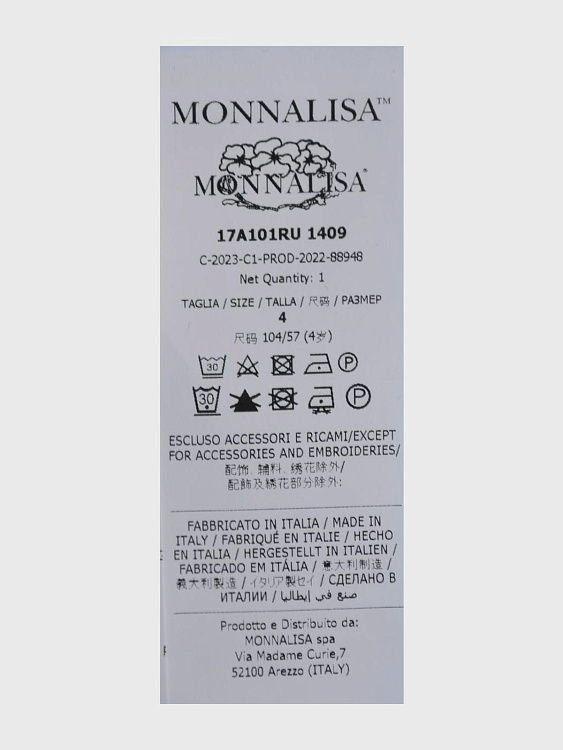 MONNALISA™
MONNALISA®
17A101RU 1409
C-2023-C1-PROD-2022-88948
Net Quantity: 1
TAGLIA / SIZE / TALLA / 尺码 / РАЗМЕР
4
尺码 104/57 (4岁)
30 P
30 P
ESCLUSO ACCESSORI E RICAMI/EXCEPT
FOR ACCESSORIES AND EMBROIDERIES/
配饰、辅料、绣花除外/
配飾及綉花部分除外:
FABBRICATO IN ITALIA / MADE IN
ITALY / FABRIQUÉ EN ITALIE / HECHO
EN ITALIA / HERGESTELLT IN ITALIEN /
FABRICADO EM ITÁLIA / 意大利制造 /
義大利製造 / イタリア製セイ / СДЕЛАНО В
ИТАЛИИ / صنع في إيطاليا
Prodotto e Distribuito da:
MONNALISA spa
Via Madame Curie,7
52100 Arezzo (ITALY)